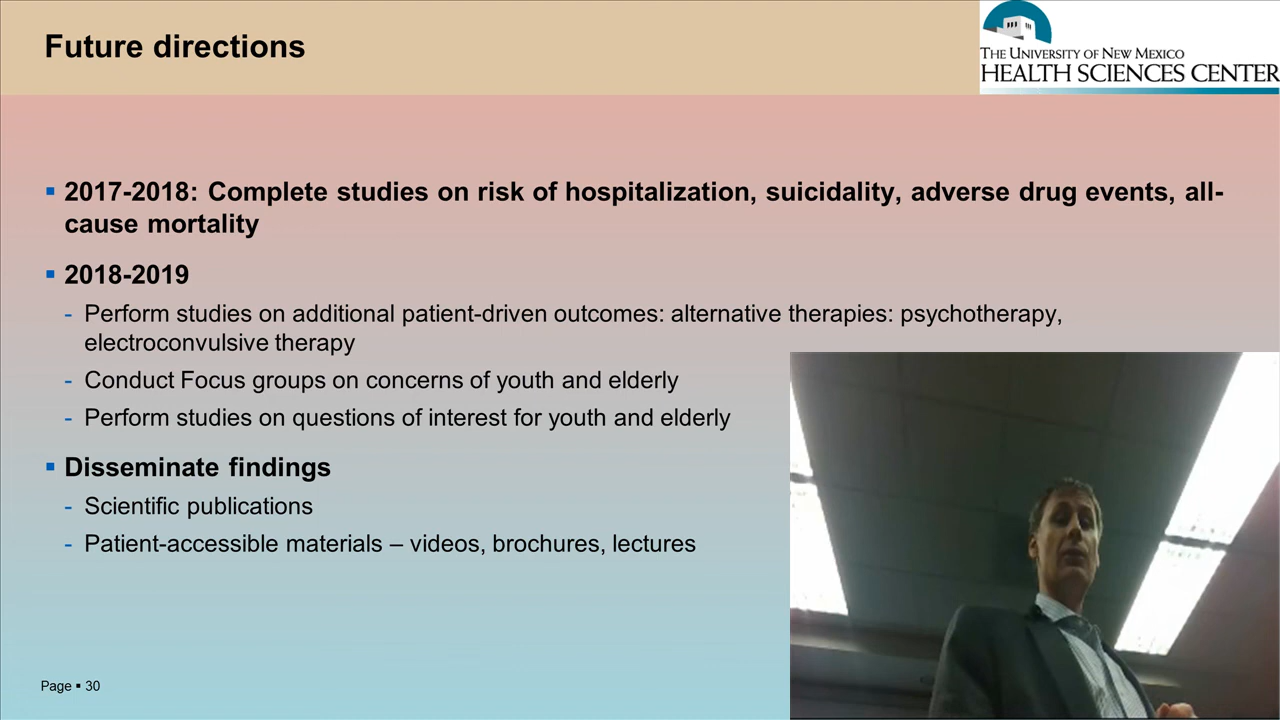 Future directions
THE UNIVERSITY OF NEW MEXICO
HEALTH SCIENCES CENTER
▪ 2017-2018: Complete studies on risk of hospitalization, suicidality, adverse drug events, all-
cause mortality
▪ 2018-2019
- Perform studies on additional patient-driven outcomes: alternative therapies: psychotherapy,
electroconvulsive therapy
- Conduct Focus groups on concerns of youth and elderly
- Perform studies on questions of interest for youth and elderly
▪ Disseminate findings
- Scientific publications
- Patient-accessible materials – videos, brochures, lectures
Page ▪ 30